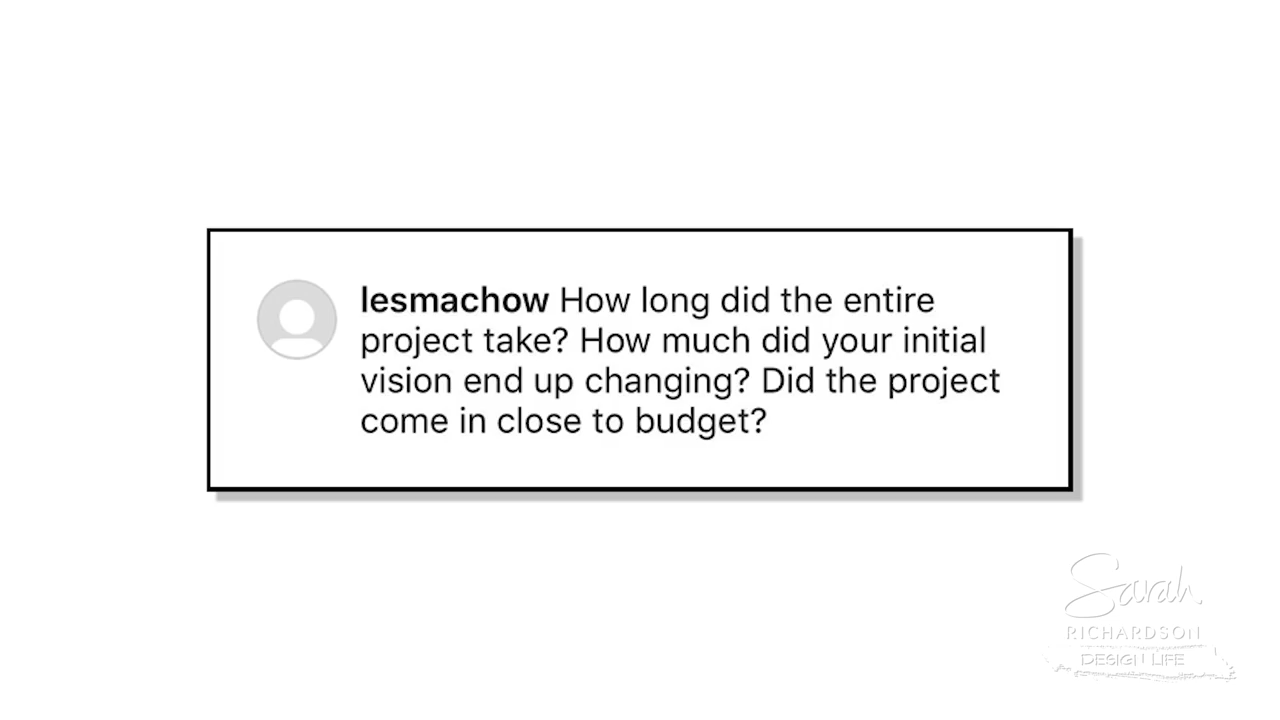 lesmachow How long did the entire
project take? How much did your initial
vision end up changing? Did the project
come in close to budget?
Sarah
RICHARDSON
DESIGN LIFE